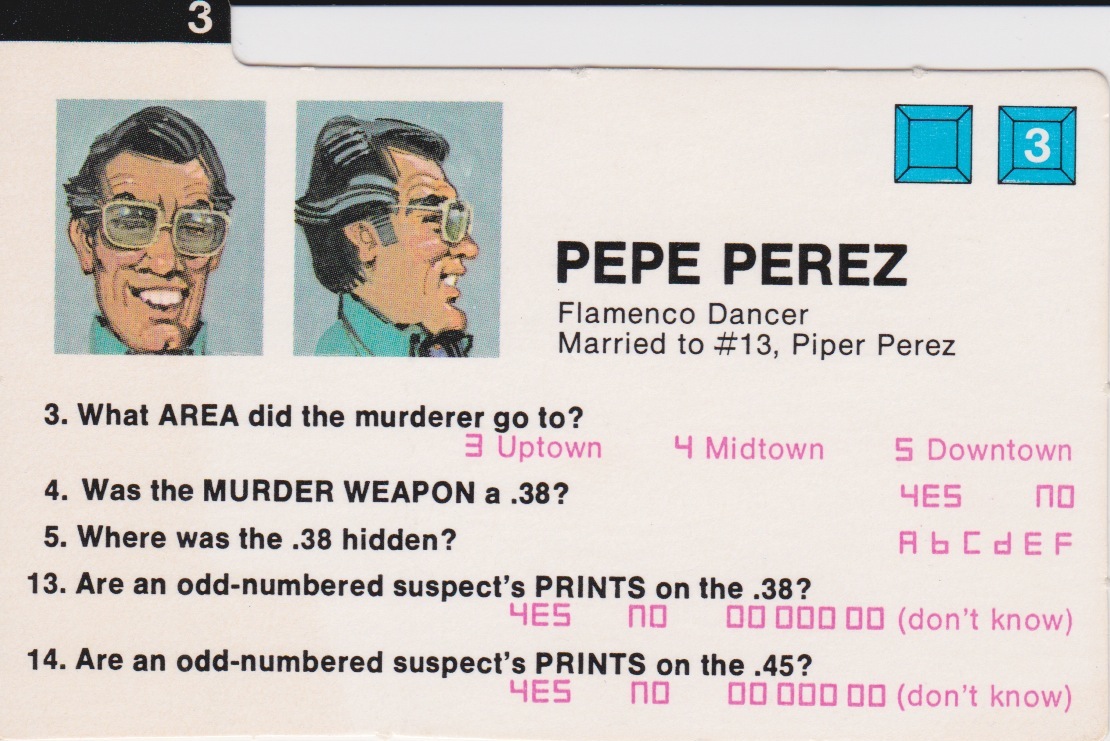 3
3
PEPE PEREZ
Flamenco Dancer
Married to #13, Piper Perez
3. What AREA did the murderer go to?
3 Uptown 4 Midtown 5 Downtown
4. Was the MURDER WEAPON a .38?
YES NO
5. Where was the .38 hidden?
A b C d E F
13. Are an odd-numbered suspect's PRINTS on the .38?
YES NO 00 000 00 (don't know)
14. Are an odd-numbered suspect's PRINTS on the .45?
YES NO 00 000 00 (don't know)